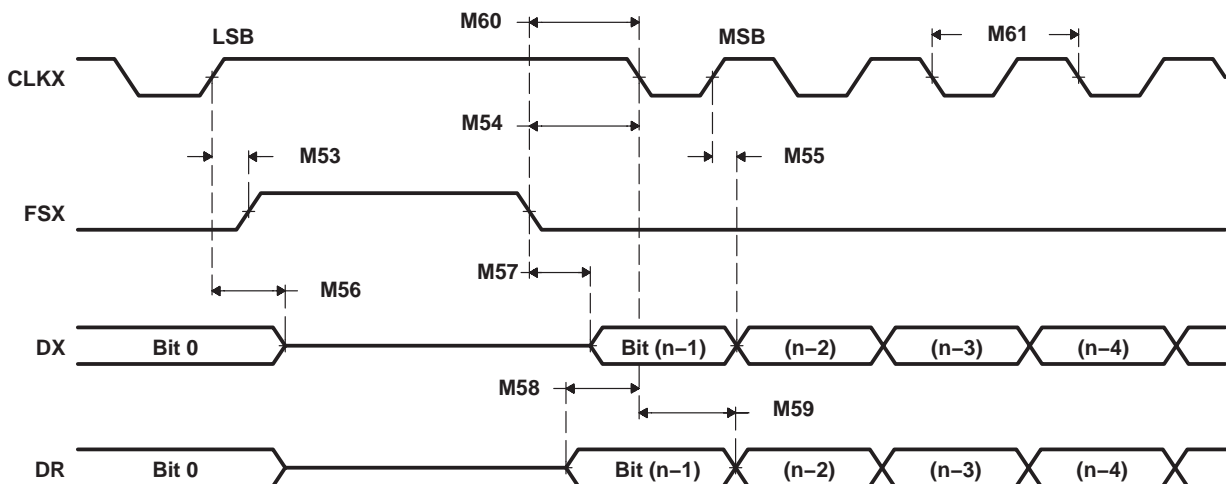 M60
LSB
MSB
M61
CLKX
M54
M53
M55
FSX
M57
M56
DX Bit 0 Bit (n−1) (n−2) (n−3) (n−4)
M58
M59
DR Bit 0 Bit (n−1) (n−2) (n−3) (n−4)